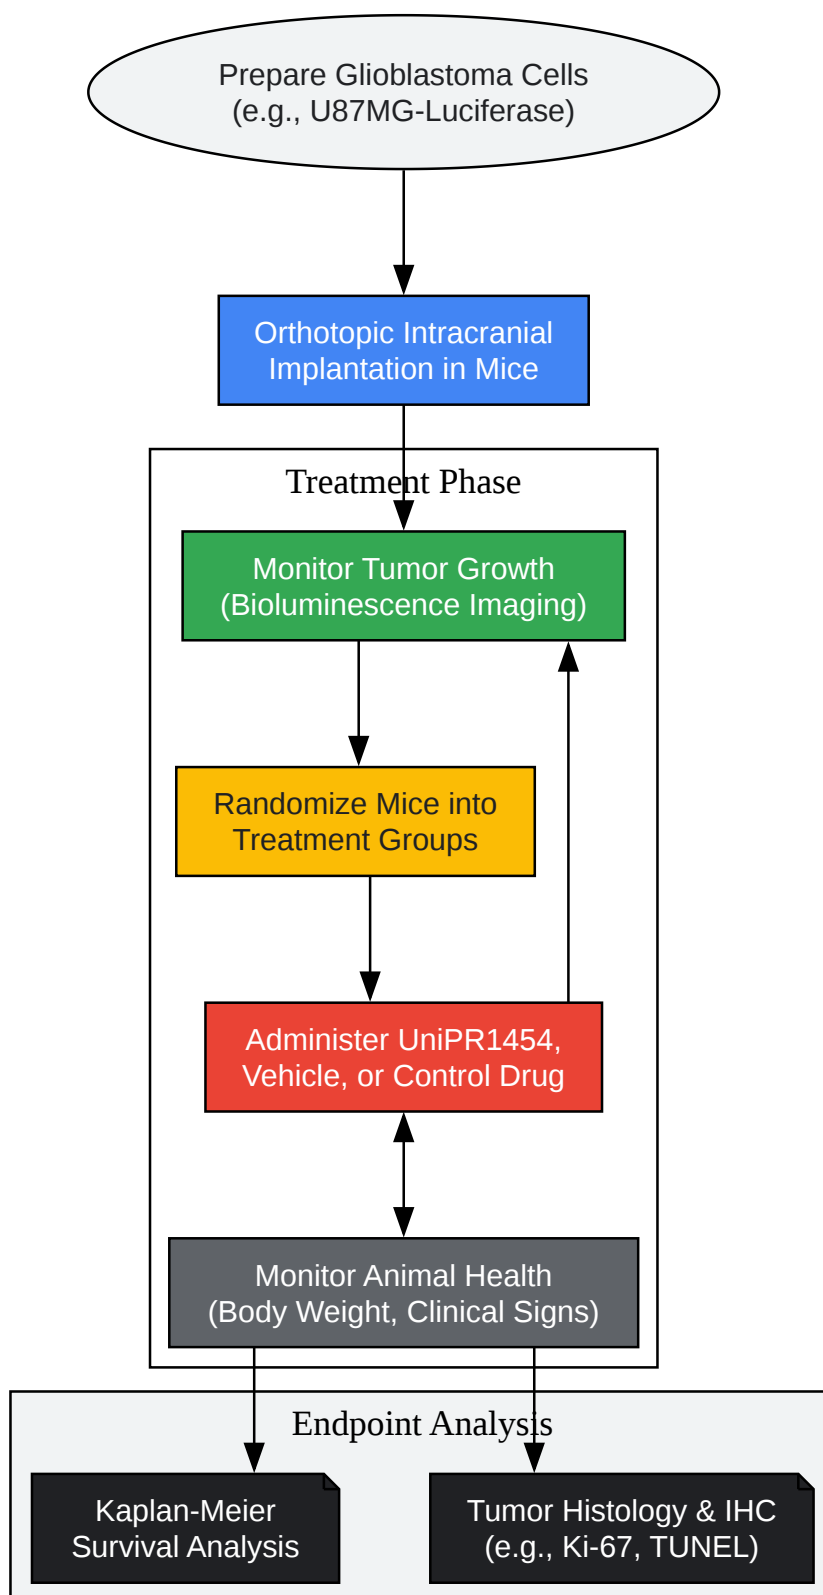 Prepare Glioblastoma Cells
(e.g., U87MG-Luciferase)
Orthotopic Intracranial
Implantation in Mice
Treatment Phase
Monitor Tumor Growth
(Bioluminescence Imaging)
Randomize Mice into
Treatment Groups
Administer UniPR1454,
Vehicle, or Control Drug
Monitor Animal Health
(Body Weight, Clinical Signs)
Endpoint Analysis
Kaplan-Meier
Survival Analysis
Tumor Histology & IHC
(e.g., Ki-67, TUNEL)